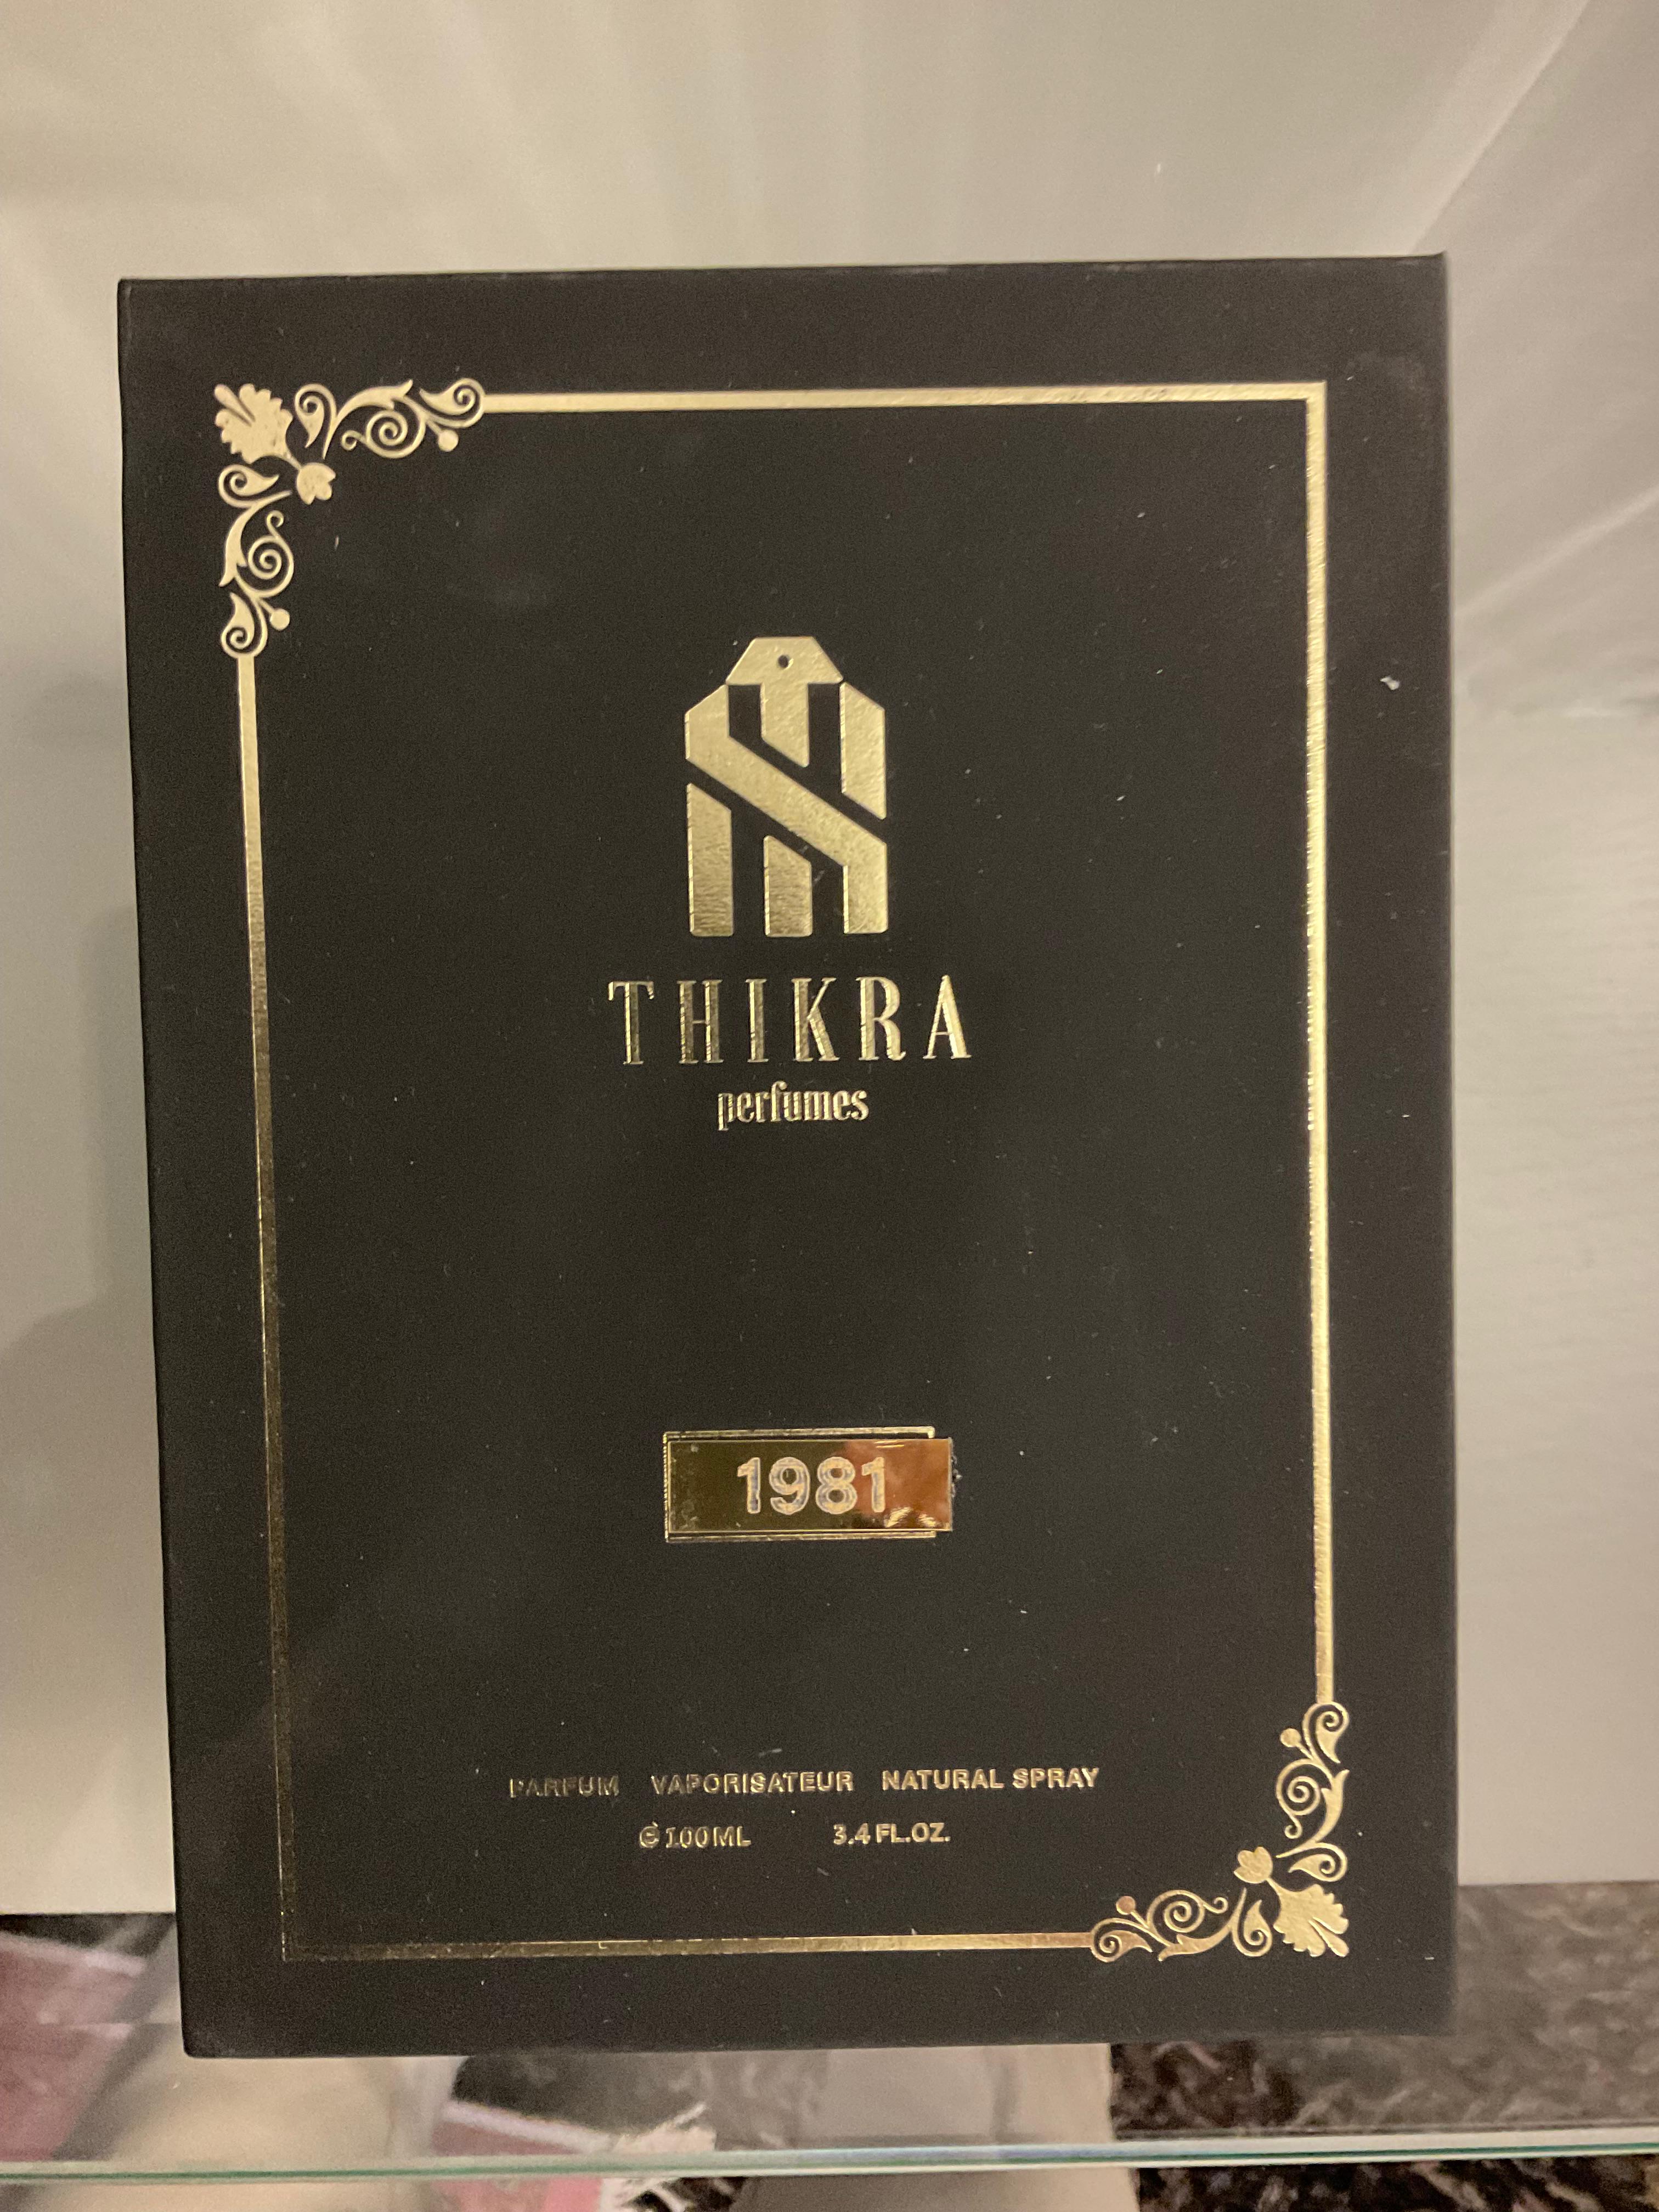 THIKRA
perfumes
1981
PARFUM VAPORISATEUR NATURAL SPRAY
℮ 100ML 3.4 FL.OZ.